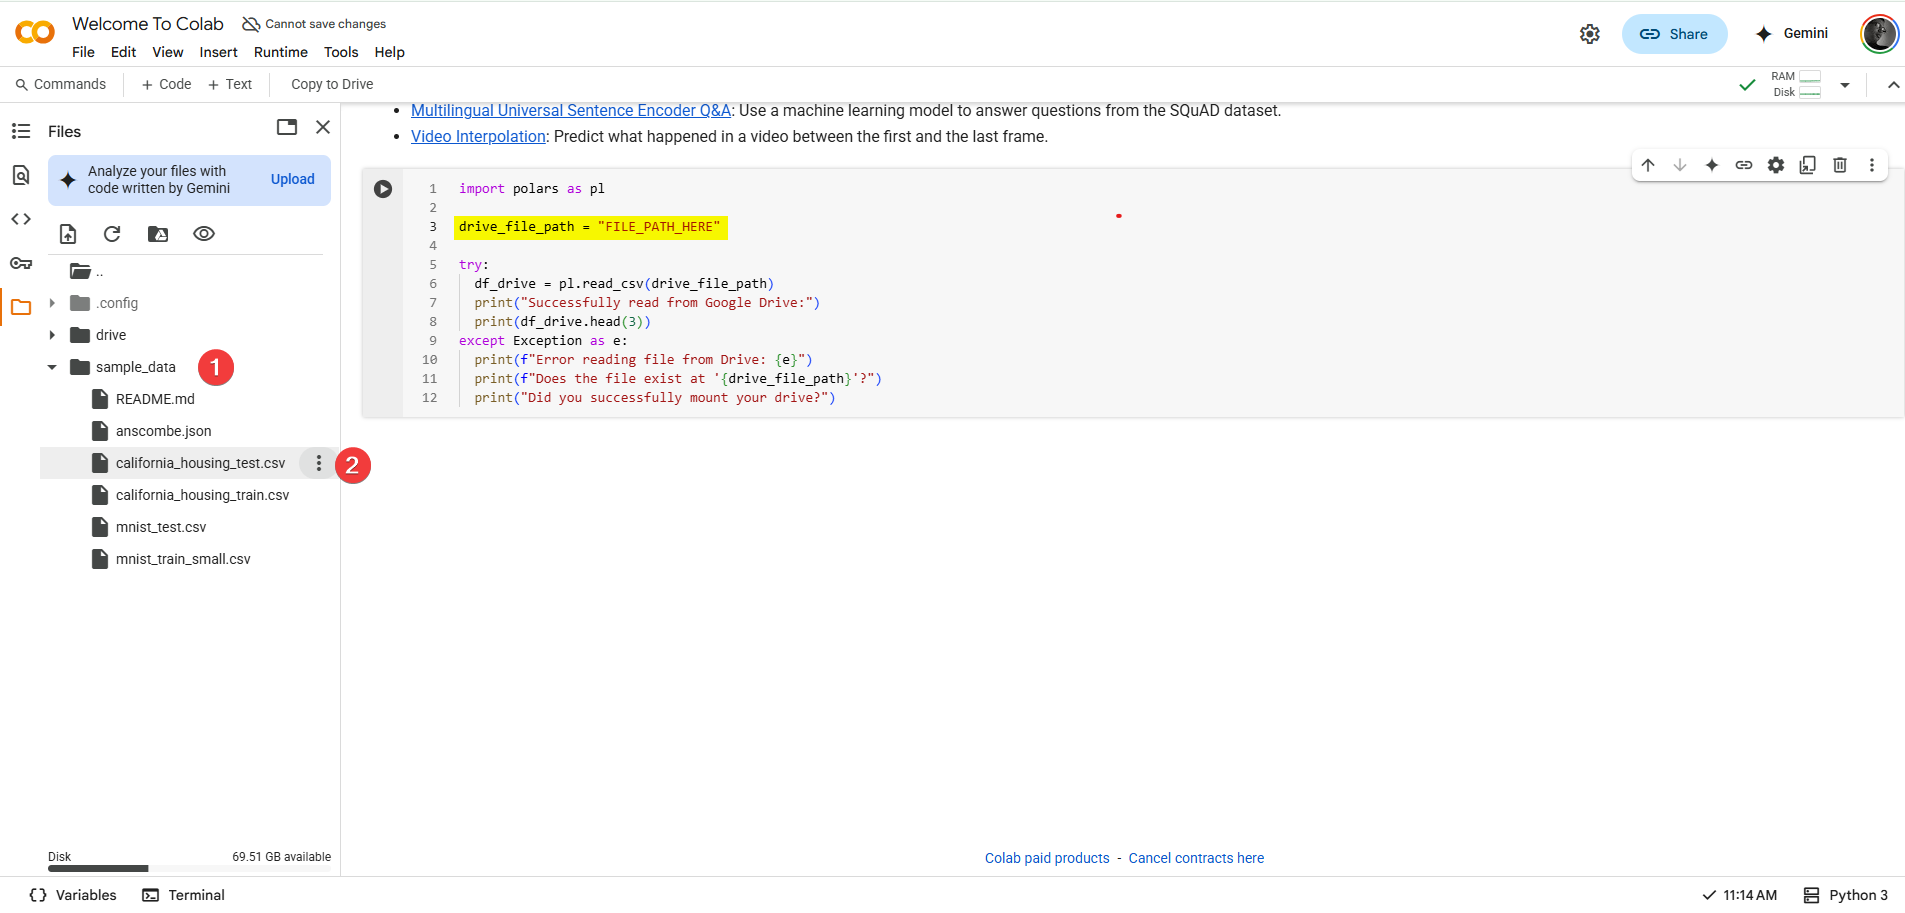 Welcome To Colab
Cannot save changes
File Edit View Insert Runtime Tools Help
Share
Gemini
Commands
+ Code + Text
Copy to Drive
RAM
Disk
Files
Analyze your files with
code written by Gemini
Upload
..
.config
drive
sample_data
1
README.md
anscombe.json
california_housing_test.csv
2
california_housing_train.csv
mnist_test.csv
mnist_train_small.csv
Disk
69.51 GB available
• Multilingual Universal Sentence Encoder Q&A: Use a machine learning model to answer questions from the SQuAD dataset.
• Video Interpolation: Predict what happened in a video between the first and the last frame.
1 import polars as pl
2
3 drive_file_path = "FILE_PATH_HERE"
4
5 try:
6 df_drive = pl.read_csv(drive_file_path)
7 print("Successfully read from Google Drive:")
8 print(df_drive.head(3))
9 except Exception as e:
10 print(f"Error reading file from Drive: {e}")
11 print(f"Does the file exist at '{drive_file_path}'?")
12 print("Did you successfully mount your drive?")
Colab paid products - Cancel contracts here
Variables
Terminal
11:14 AM
Python 3